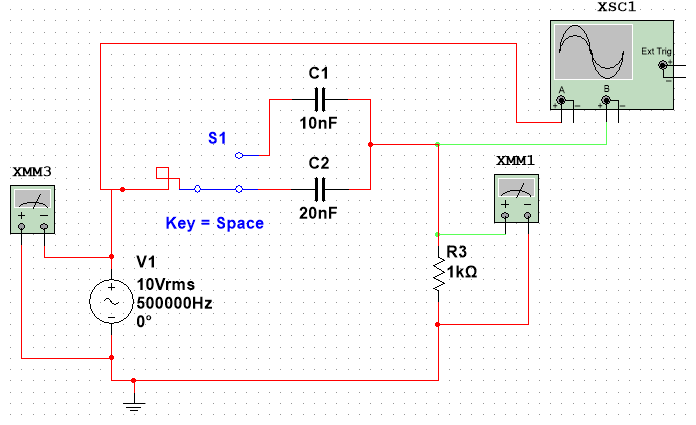 XSC1
Ext Trig
+
−
A
B
+ −
+ −
C1
10nF
S1
C2
20nF
Key = Space
XMM3
+ −
XMM1
+ −
V1
+
−
10Vrms
500000Hz
0°
R3
1kΩ